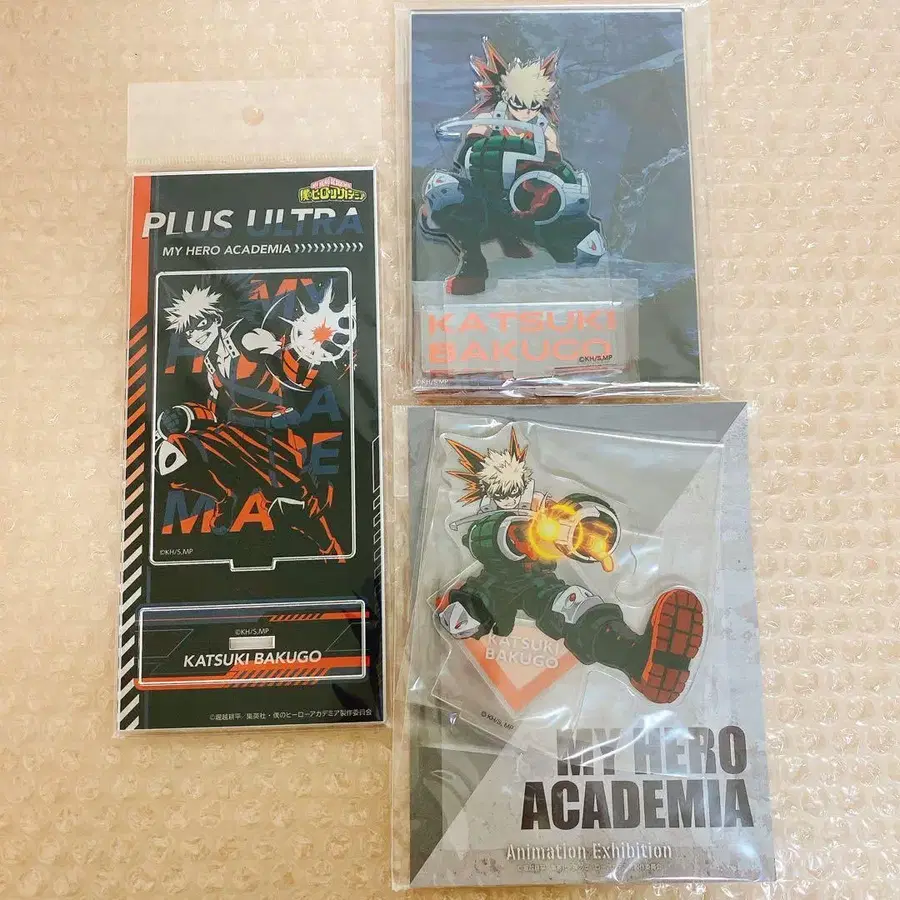 僕のヒーローアカデミア
PLUS ULTRA
MY HERO ACADEMIA
MY
HERO
ACADE
M.A
©KH/S,MP
©KH/S,MP
KATSUKI BAKUGO
©堀越耕平／集英社・僕のヒーローアカデミア製作委員会
KATSUKI
BAKUGO
©KH/S,MP
©KH/S,MP
KATSUKI
BAKUGO
©KH/S,MP
MY HERO
ACADEMIA
Animation Exhibition